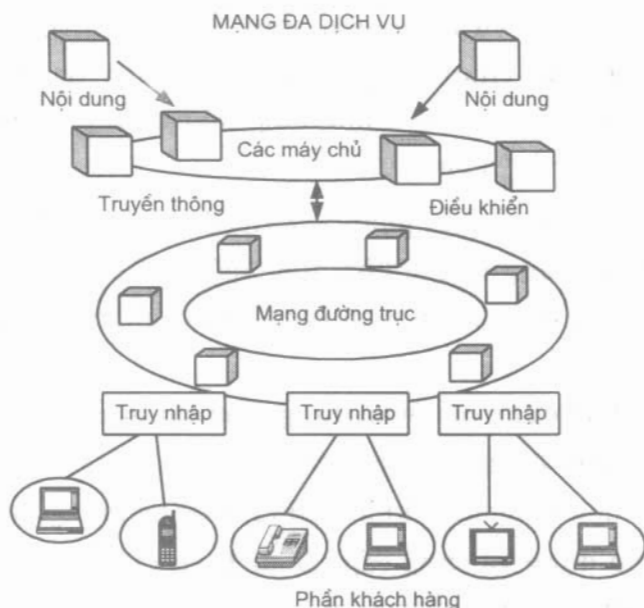 MẠNG ĐA DỊCH VỤ
Nội dung
Nội dung
Các máy chủ
Truyến thông
Điều khiển
Mạng đường trục
Truy nhập
Truy nhập
Truy nhập
Phần khách hàng